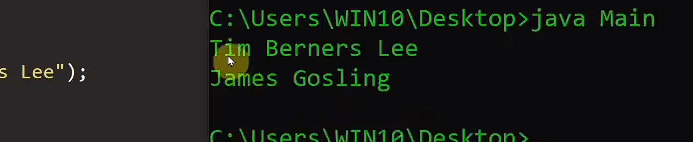 C:\Users\WIN10\Desktop>java Main
Tim Berners Lee
s Lee");
James Gosling
C:\Users\WIN10\Desktop>